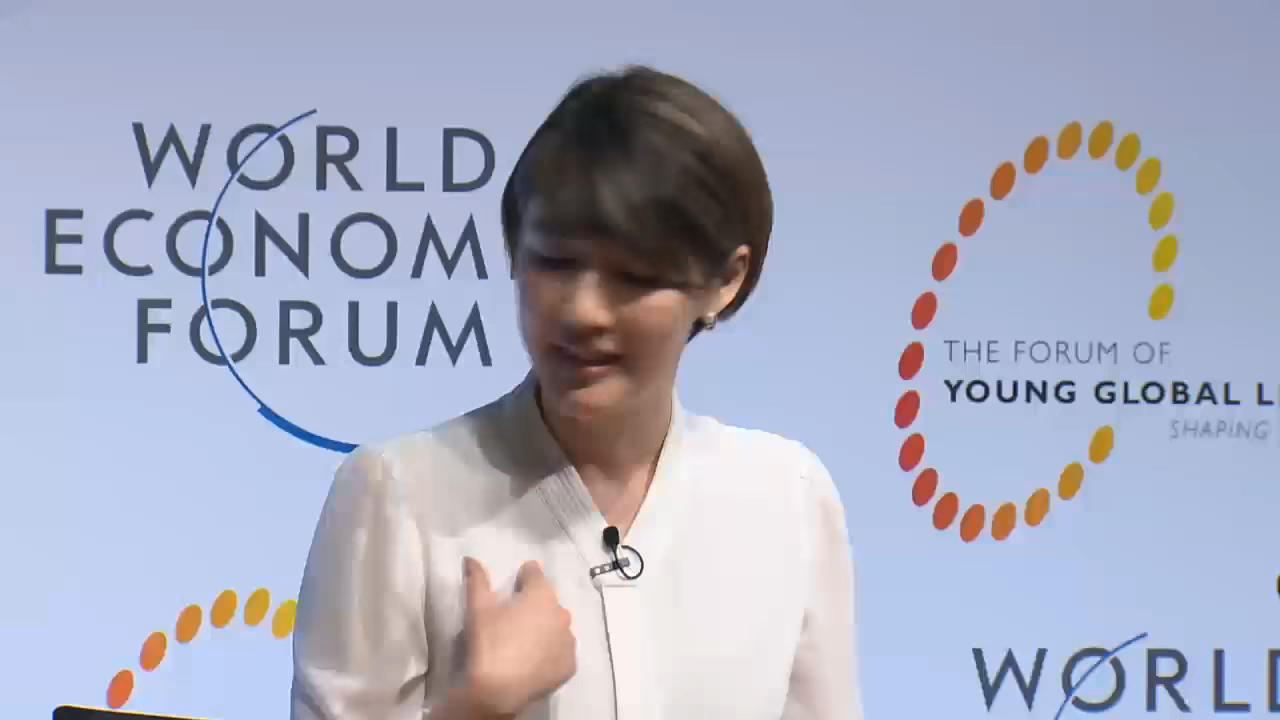 WORLD
ECONOM
FORUM
THE FORUM OF
YOUNG GLOBAL L
SHAPING
WORLD